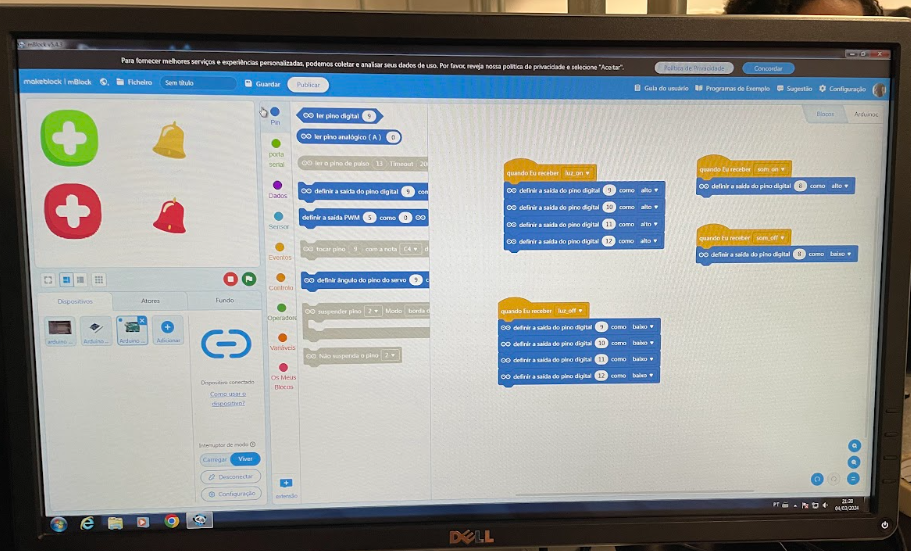 mBlock v5.4.3
Para fornecer melhores serviços e experiências personalizadas, podemos coletar e analisar seus dados de uso. Por favor, reveja nossa política de privacidade e selecione "Aceitar".
Política de Privacidade
Concordar
makeblock | mBlock
Ficheiro
Sem título
Guardar
Publicar
Guia do usuário
Programas de Exemplo
Sugestão
Configuração
Blocos
Pin
porta serial
Dados
Sensor
Eventos
Controlo
Operadores
Variáveis
Os Meus Blocos
extensão
ler pino digital 9
ler pino analógico (A) 0
ler o pino de pulso 13 Timeout
definir a saída do pino digital 9
definir a saída PWM 5 como 0
tocar pino 9 com a nota C4
definir ângulo do pino do servo 9
suspender pino 2 Modo borda
Não suspenda o pino 2
quando Eu receber luz_on
definir a saída do pino digital 9 como alto
definir a saída do pino digital 10 como alto
definir a saída do pino digital 11 como alto
definir a saída do pino digital 12 como alto
quando Eu receber som_on
definir a saída do pino digital 8 como alto
quando Eu receber som_off
definir a saída do pino digital 8 como baixo
quando Eu receber luz_off
definir a saída do pino digital 9 como baixo
definir a saída do pino digital 10 como baixo
definir a saída do pino digital 11 como baixo
definir a saída do pino digital 12 como baixo
Dispositivos
Atores
Fundo
arduino ...
Arduino ...
Arduino ...
Adicionar
Dispositivo conectado
Como usar o dispositivo?
Interruptor de modo
Carregar
Viver
Desconectar
Configuração
PT
21:20
04/03/2024
DELL